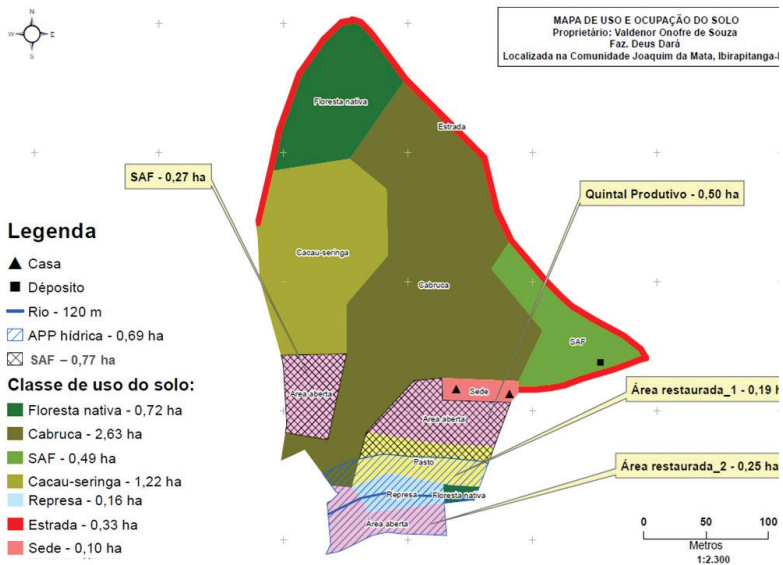 N
W E
S
MAPA DE USO E OCUPAÇÃO DO SOLO
Proprietário: Valdenor Onofre de Souza
Faz. Deus Dará
Localizada na Comunidade Joaquim da Mata, Ibirapitanga-
Floresta nativa
Estrada
SAF - 0,27 ha
Quintal Produtivo - 0,50 ha
Cacau-seringa
Cabruca
SAF
Área aberta
Sede
Área aberta
Área restaurada_1 - 0,19 ha
Pasto
Área restaurada_2 - 0,25 ha
Represa
Floresta nativa
Área aberta
Legenda
Casa
Déposito
Rio - 120 m
APP hídrica - 0,69 ha
SAF – 0,77 ha
Classe de uso do solo:
Floresta nativa - 0,72 ha
Cabruca - 2,63 ha
SAF - 0,49 ha
Cacau-seringa - 1,22 ha
Represa - 0,16 ha
Estrada - 0,33 ha
Sede - 0,10 ha
0 50 100
Metros
1:2.300